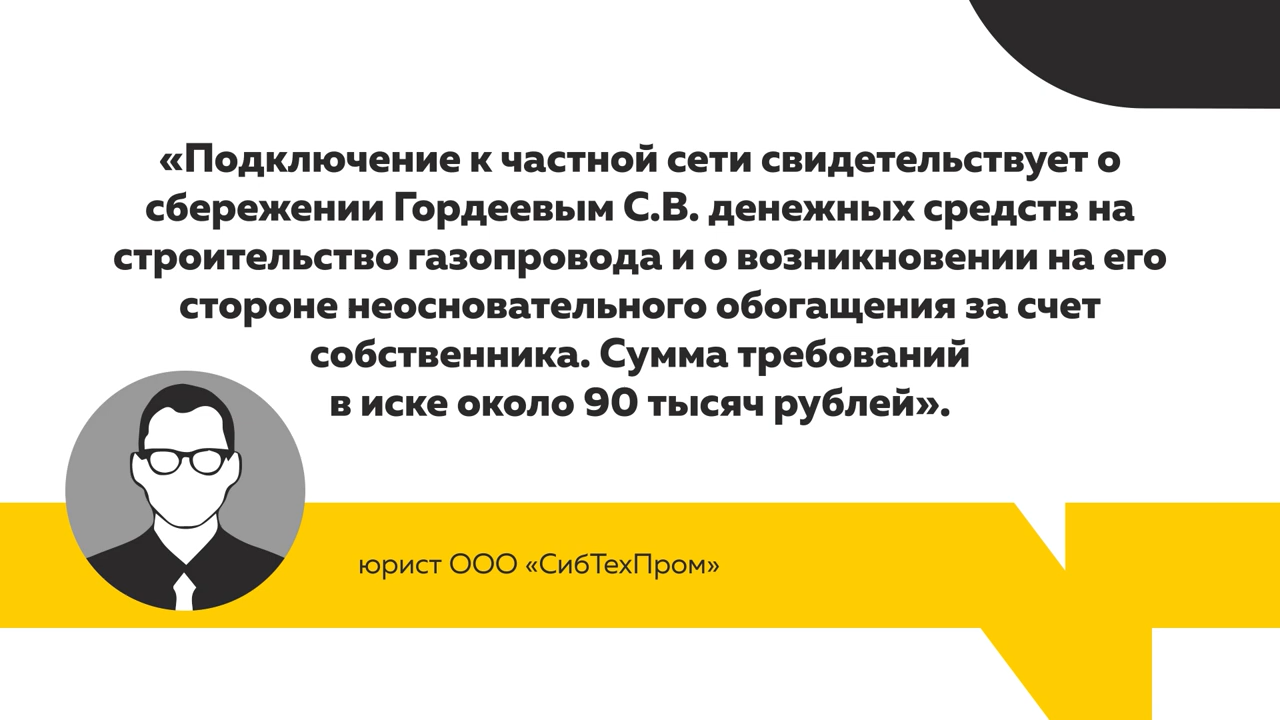 «Подключение к частной сети свидетельствует о
сбережении Гордеевым С.В. денежных средств на
строительство газопровода и о возникновении на его
стороне неосновательного обогащения за счет
собственника. Сумма требований
в иске около 90 тысяч рублей».
юрист ООО «СибТехПром»